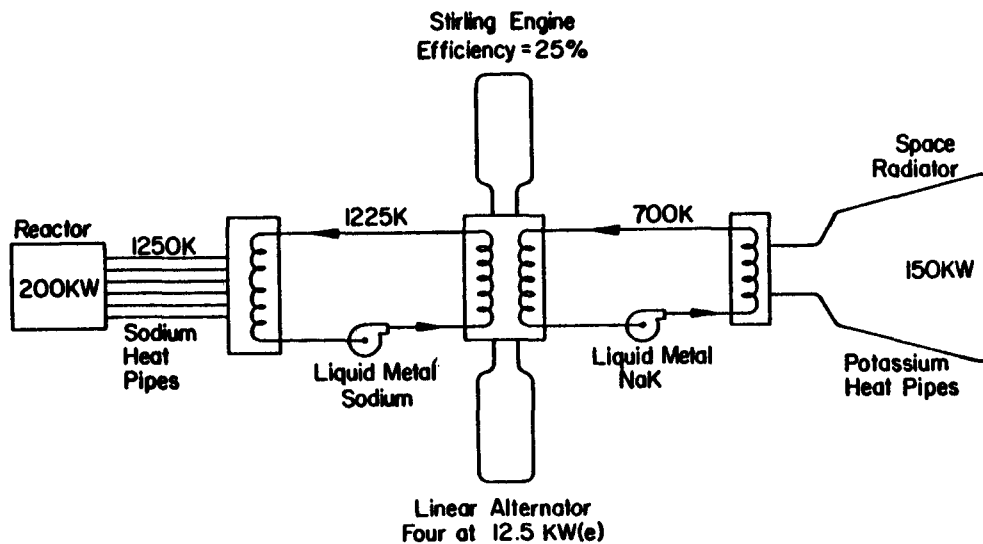 Stirling Engine
Efficiency = 25%
Space
Radiator
Reactor
1250K
1225K
700K
200KW
150KW
Sodium
Heat
Pipes
Liquid Metal
Sodium
Liquid Metal
NaK
Potassium
Heat Pipes
Linear Alternator
Four at 12.5 KW(e)